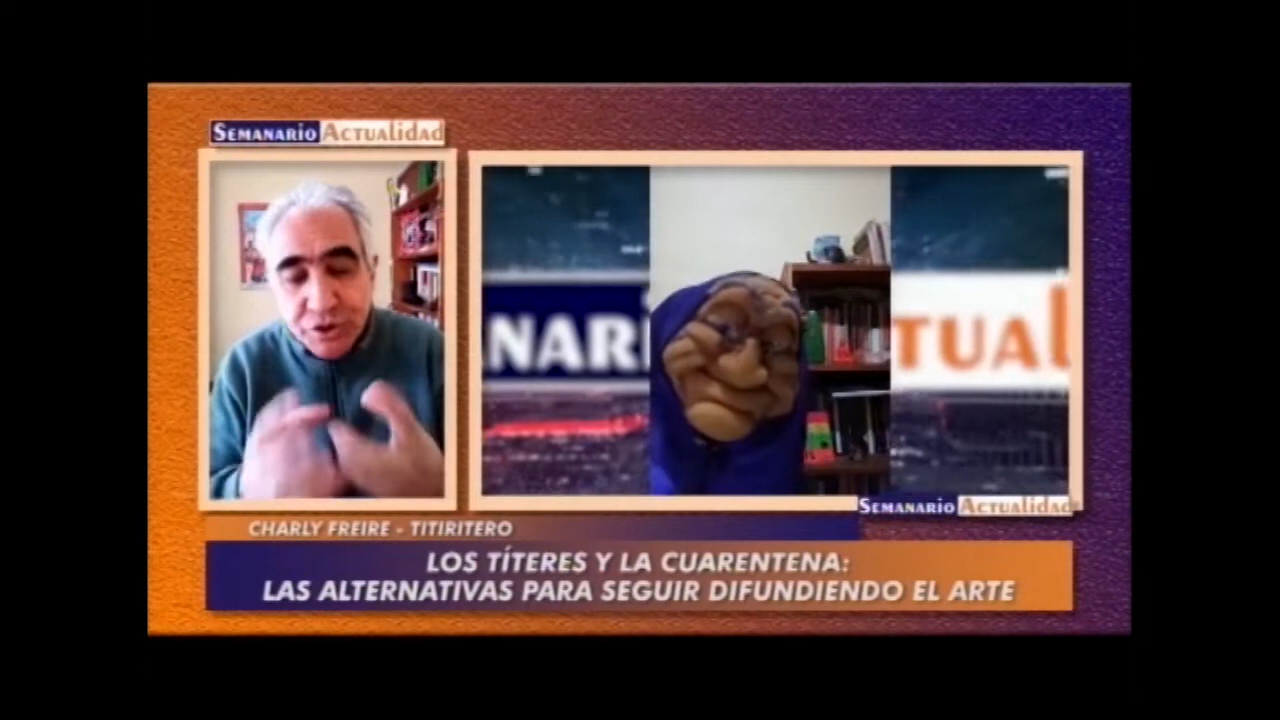 SEMANARIO ACTUALIDAD
NARI
TUAL
SEMANARIO ACTUALIDAD
CHARLY FREIRE - TITIRITERO
LOS TÍTERES Y LA CUARENTENA:
LAS ALTERNATIVAS PARA SEGUIR DIFUNDIENDO EL ARTE